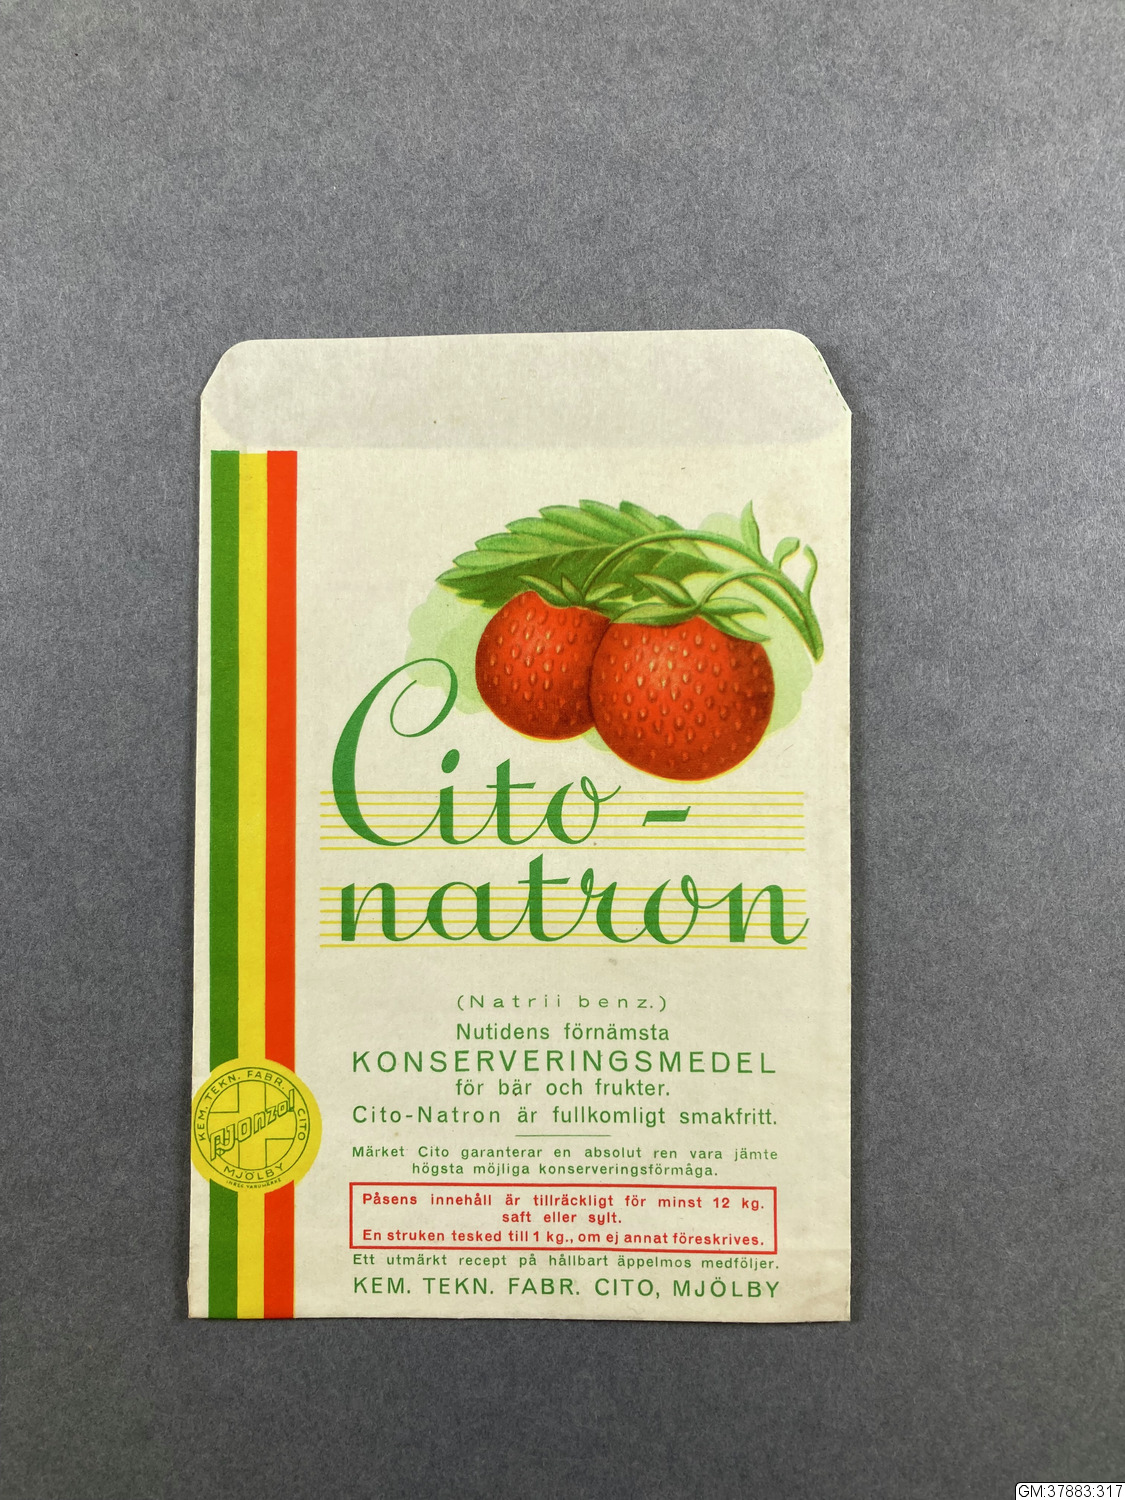 Cito-
natron
(Natrii benz.)
Nutidens förnämsta
KONSERVERINGSMEDEL
för bär och frukter.
Cito-Natron är fullkomligt smakfritt.
Märket Cito garanterar en absolut ren vara jämte
högsta möjliga konserveringsförmåga.
Påsens innehåll är tillräckligt för minst 12 kg.
saft eller sylt.
En struken tesked till 1 kg., om ej annat föreskrives.
Ett utmärkt recept på hållbart äppelmos medföljer.
KEM. TEKN. FABR. CITO, MJÖLBY
KEM. TEKN. FABR. CITO
MJÖLBY
GM:37883:317